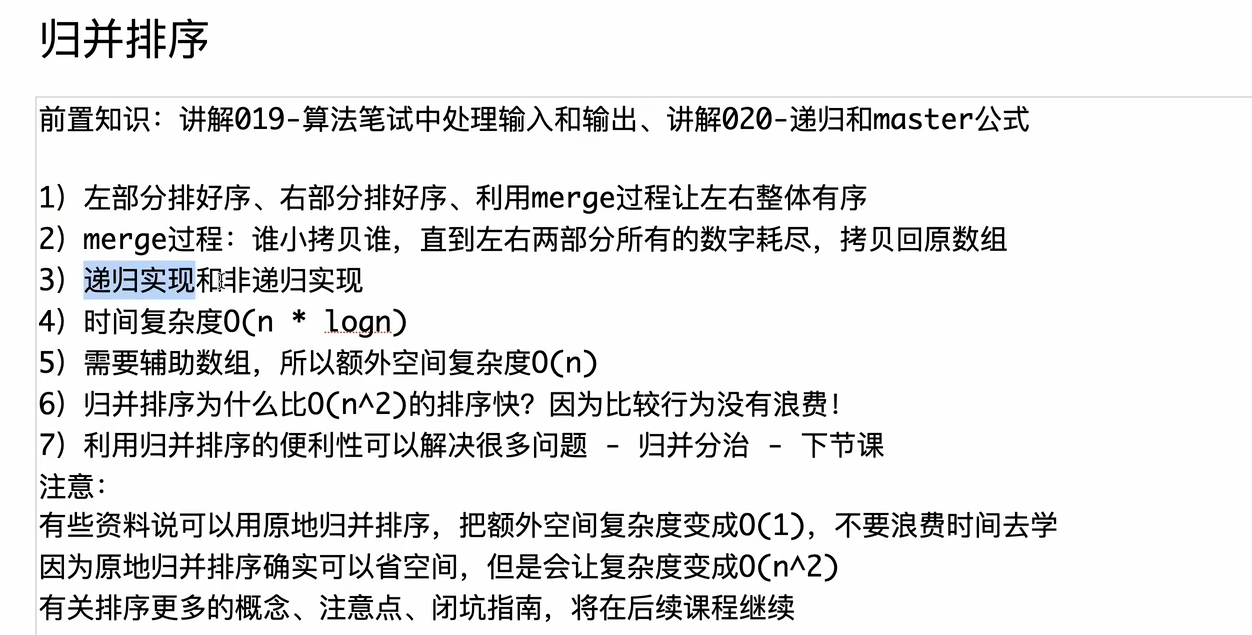 归并排序
前置知识：讲解019-算法笔试中处理输入和输出、讲解020-递归和master公式
1）左部分排好序、右部分排好序、利用merge过程让左右整体有序
2）merge过程：谁小拷贝谁，直到左右两部分所有的数字耗尽，拷贝回原数组
3）递归实现和非递归实现
4）时间复杂度O(n * logn)
5）需要辅助数组，所以额外空间复杂度O(n)
6）归并排序为什么比O(n^2)的排序快？因为比较行为没有浪费！
7）利用归并排序的便利性可以解决很多问题 - 归并分治 - 下节课
注意：
有些资料说可以用原地归并排序，把额外空间复杂度变成O(1)，不要浪费时间去学
因为原地归并排序确实可以省空间，但是会让复杂度变成O(n^2)
有关排序更多的概念、注意点、闭坑指南，将在后续课程继续